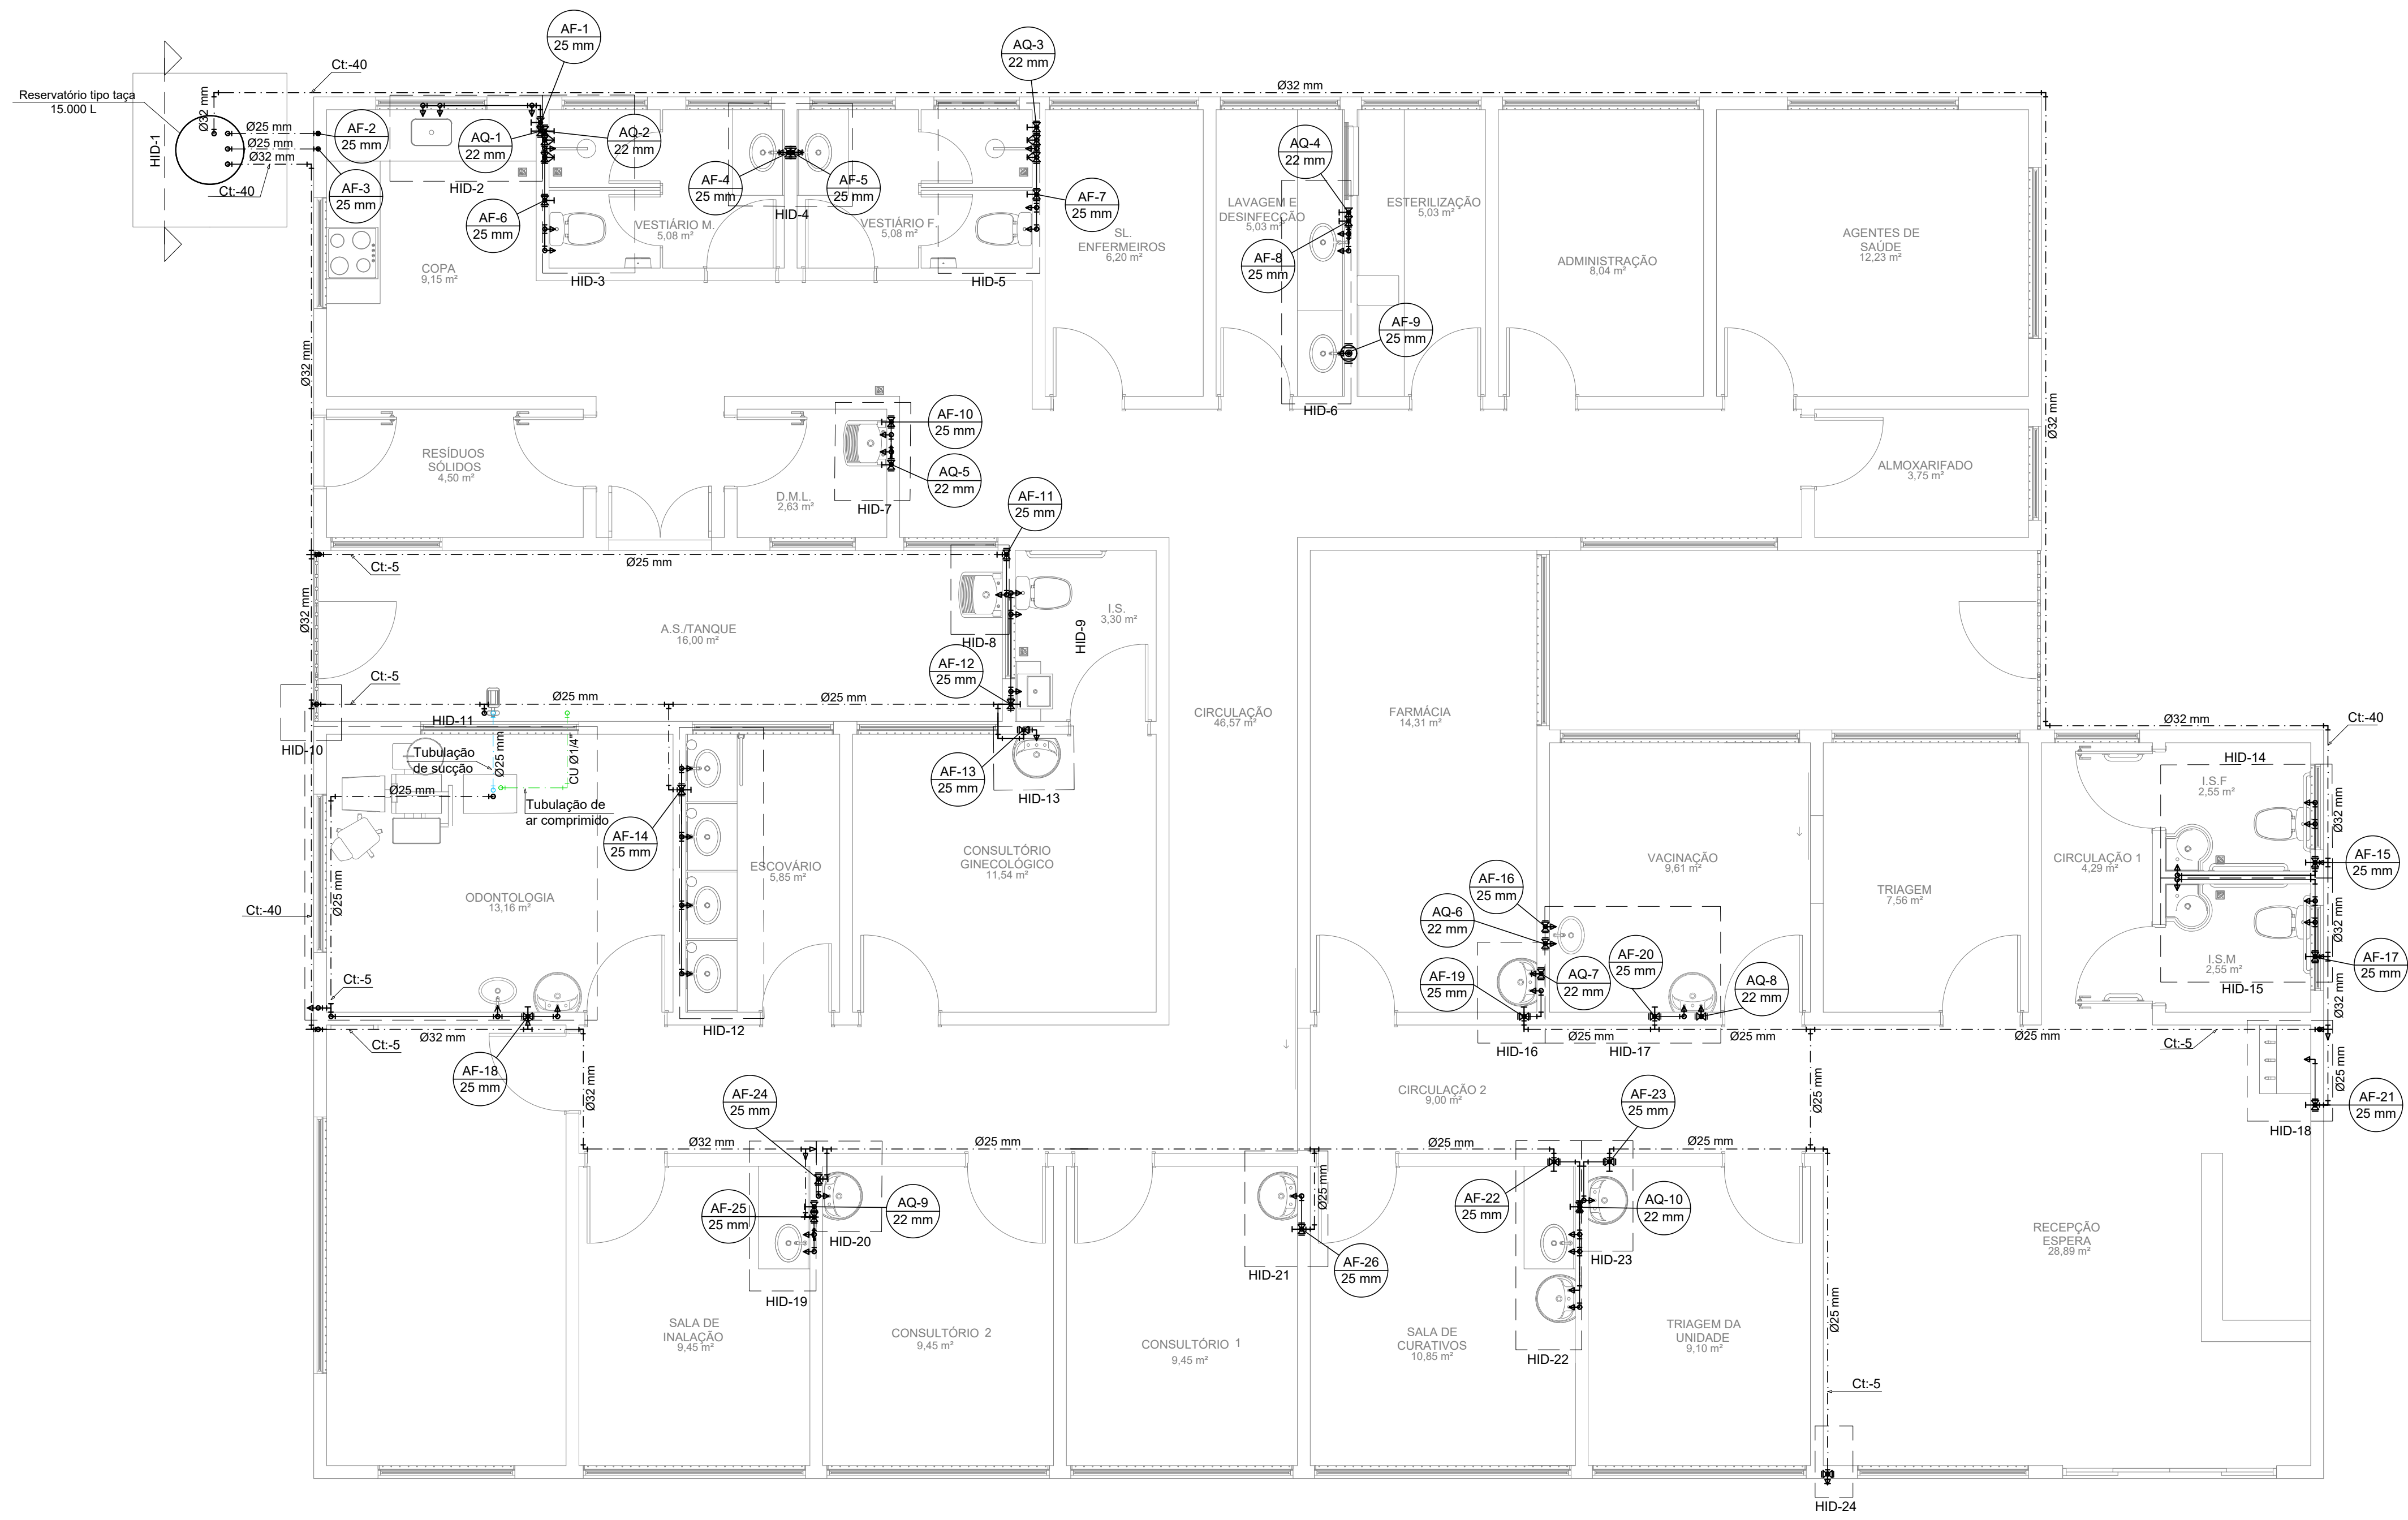 AF-1
25 mm
AQ-3
22 mm
Ct:-40
Ø32 mm
Reservatório tipo taça
15.000 L
Ø32 mm
HID-1
Ø25 mm
Ø25 mm
Ø32 mm
Ct:-40
AF-2
25 mm
AF-3
25 mm
AQ-1
22 mm
AQ-2
22 mm
HID-2
AF-4
25 mm
AF-5
25 mm
HID-4
AQ-4
22 mm
AF-6
25 mm
AF-7
25 mm
VESTIÁRIO M.
5,08 m²
VESTIÁRIO F.
5,08 m²
SL.
ENFERMEIROS
6,20 m²
LAVAGEM E
DESINFECÇÃO
5,03 m²
ESTERILIZAÇÃO
5,03 m²
AF-8
25 mm
ADMINISTRAÇÃO
8,04 m²
AGENTES DE
SAÚDE
12,23 m²
COPA
9,15 m²
HID-3
HID-5
AF-9
25 mm
HID-6
Ø32 mm
Ø32 mm
AF-10
25 mm
RESÍDUOS
SÓLIDOS
4,50 m²
D.M.L.
2,63 m²
HID-7
AQ-5
22 mm
ALMOXARIFADO
3,75 m²
AF-11
25 mm
Ct:-5
Ø25 mm
Ø32 mm
A.S./TANQUE
16,00 m²
HID-8
I.S.
3,30 m²
HID-9
AF-12
25 mm
Ct:-5
Ø25 mm
Ø25 mm
CIRCULAÇÃO
46,57 m²
FARMÁCIA
14,31 m²
Ø32 mm
Ct:-40
HID-10
HID-11
Tubulação
de sucção
Ø25 mm
CU Ø1/4"
Ø25 mm
Tubulação de
ar comprimido
AF-13
25 mm
HID-13
HID-14
I.S.F
2,55 m²
Ø32 mm
AF-14
25 mm
ESCOVÁRIO
5,85 m²
CONSULTÓRIO
GINECOLÓGICO
11,54 m²
VACINAÇÃO
9,61 m²
TRIAGEM
7,56 m²
CIRCULAÇÃO 1
4,29 m²
AF-15
25 mm
Ct:-40
Ø25 mm
ODONTOLOGIA
13,16 m²
AF-16
25 mm
AQ-6
22 mm
Ø32 mm
I.S.M
2,55 m²
AF-17
25 mm
HID-15
AF-19
25 mm
AQ-7
22 mm
AF-20
25 mm
AQ-8
22 mm
Ct:-5
Ø32 mm
HID-12
Ø32 mm
Ct:-5
HID-16
Ø25 mm
HID-17
Ø25 mm
Ø25 mm
Ct:-5
AF-18
25 mm
Ø32 mm
AF-24
25 mm
CIRCULAÇÃO 2
9,00 m²
AF-23
25 mm
Ø25 mm
Ø25 mm
AF-21
25 mm
HID-18
Ø32 mm
Ø25 mm
Ø25 mm
Ø25 mm
AF-25
25 mm
AQ-9
22 mm
HID-20
Ø25 mm
AF-22
25 mm
AQ-10
22 mm
HID-23
AF-26
25 mm
HID-21
HID-19
RECEPÇÃO
ESPERA
28,89 m²
SALA DE
INALAÇÃO
9,45 m²
CONSULTÓRIO 2
9,45 m²
CONSULTÓRIO 1
9,45 m²
SALA DE
CURATIVOS
10,85 m²
HID-22
TRIAGEM DA
UNIDADE
9,10 m²
Ø25 mm
Ct:-5
HID-24